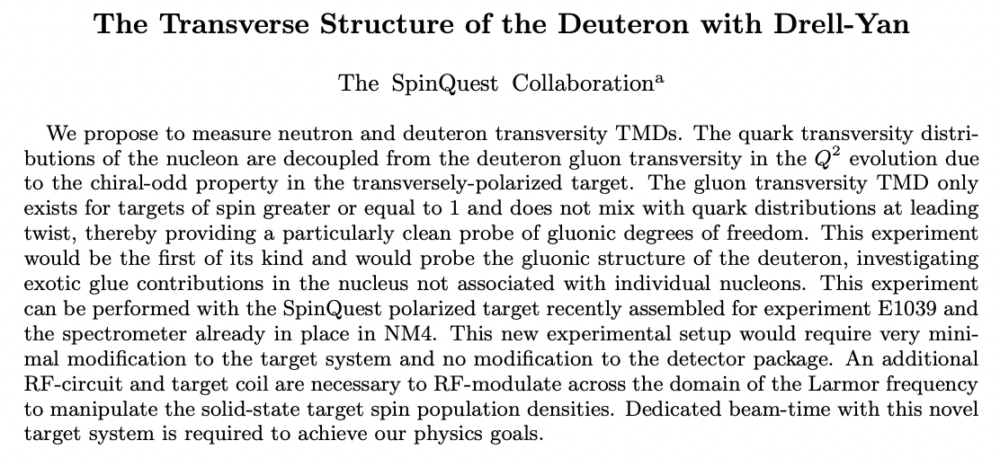 The Transverse Structure of the Deuteron with Drell-Yan
The SpinQuest Collaborationᵃ
We propose to measure neutron and deuteron transversity TMDs. The quark transversity distri-
butions of the nucleon are decoupled from the deuteron gluon transversity in the Q² evolution due
to the chiral-odd property in the transversely-polarized target. The gluon transversity TMD only
exists for targets of spin greater or equal to 1 and does not mix with quark distributions at leading
twist, thereby providing a particularly clean probe of gluonic degrees of freedom. This experiment
would be the first of its kind and would probe the gluonic structure of the deuteron, investigating
exotic glue contributions in the nucleus not associated with individual nucleons. This experiment
can be performed with the SpinQuest polarized target recently assembled for experiment E1039 and
the spectrometer already in place in NM4. This new experimental setup would require very mini-
mal modification to the target system and no modification to the detector package. An additional
RF-circuit and target coil are necessary to RF-modulate across the domain of the Larmor frequency
to manipulate the solid-state target spin population densities. Dedicated beam-time with this novel
target system is required to achieve our physics goals.